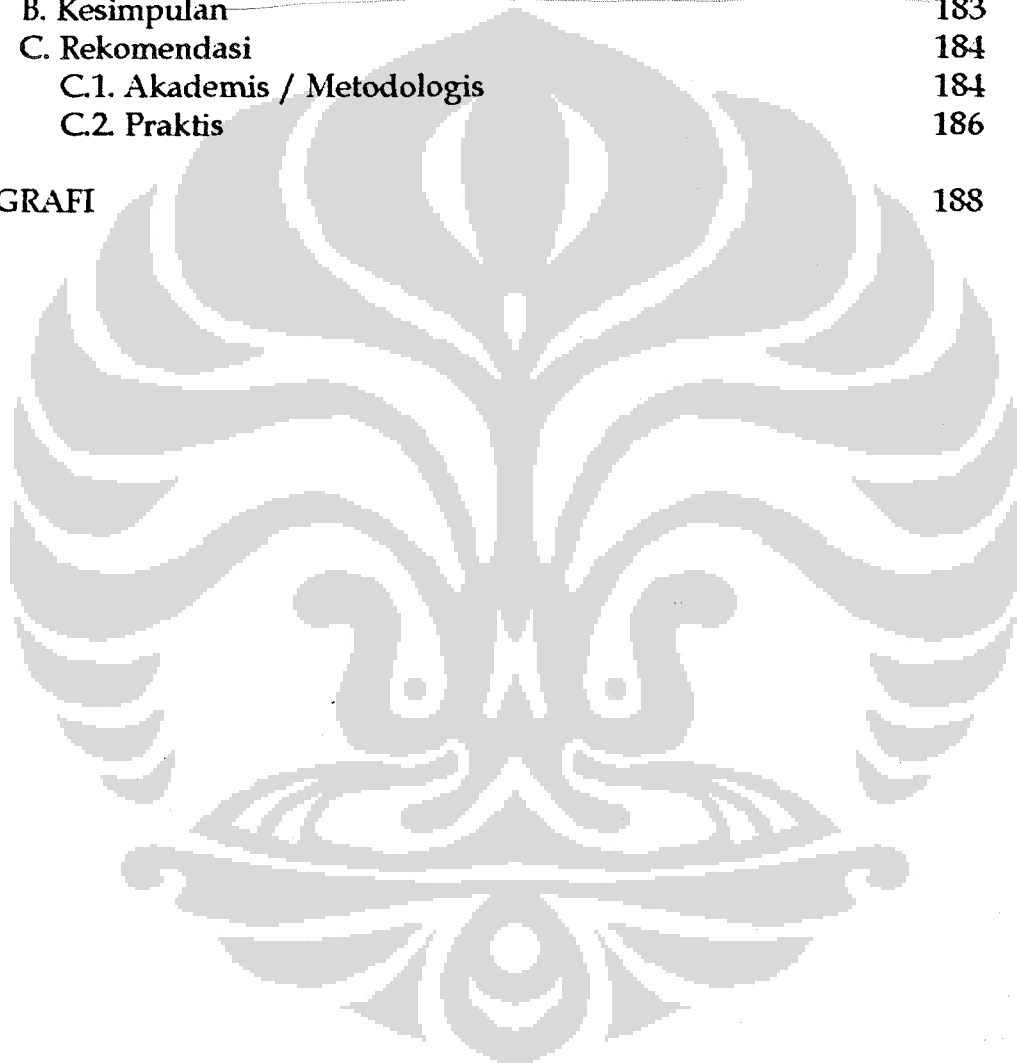 B. Kesimpulan 183
C. Rekomendasi 184
C.1. Akademis / Metodologis 184
C.2. Praktis 186
GRAFI 188